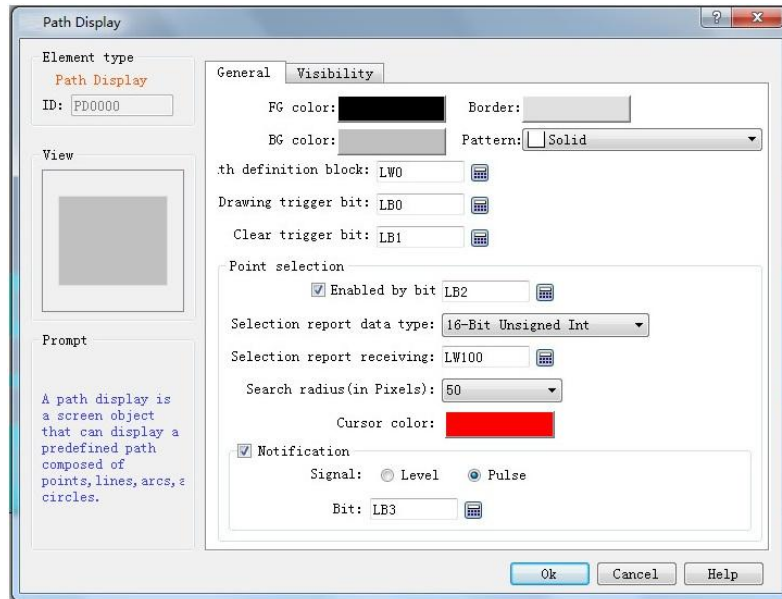 Path Display
Element type
Path Display
ID: PD0000
View
Prompt
A path display is
a screen object
that can display a
predefined path
composed of
points, lines, arcs, a
circles.
General Visibility
FG color: Border:
BG color: Pattern: Solid
th definition block: LW0
Drawing trigger bit: LB0
Clear trigger bit: LB1
Point selection
Enabled by bit LB2
Selection report data type: 16-Bit Unsigned Int
Selection report receiving: LW100
Search radius(in Pixels): 50
Cursor color:
Notification
Signal: Level Pulse
Bit: LB3
Ok Cancel Help